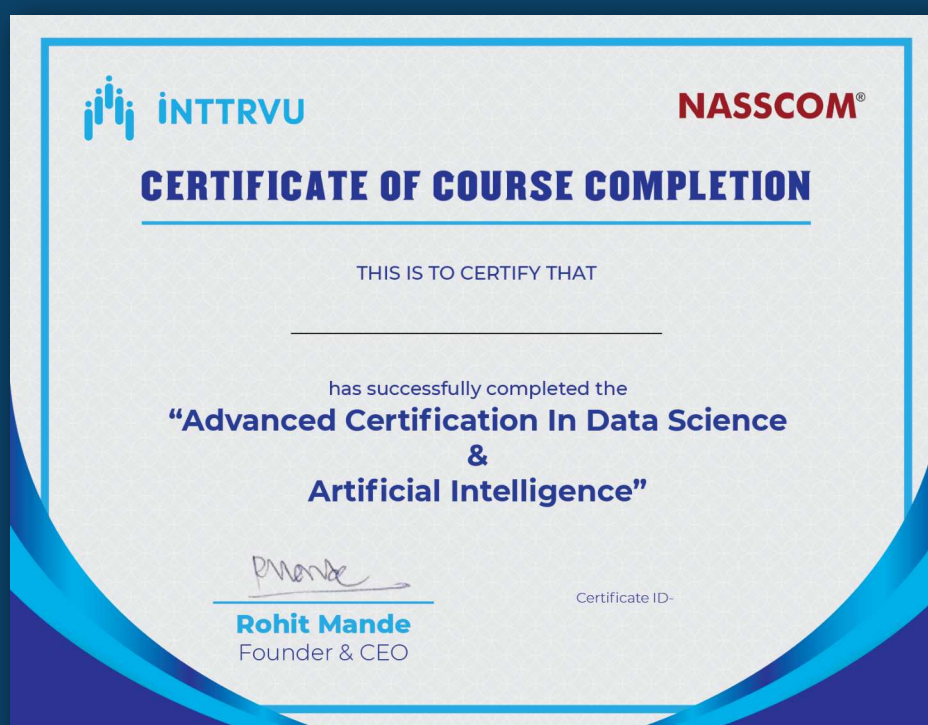 INTTRVU
NASSCOM®
CERTIFICATE OF COURSE COMPLETION
THIS IS TO CERTIFY THAT
has successfully completed the
“Advanced Certification In Data Science
&
Artificial Intelligence”
Rohit Mande
Founder & CEO
Certificate ID-